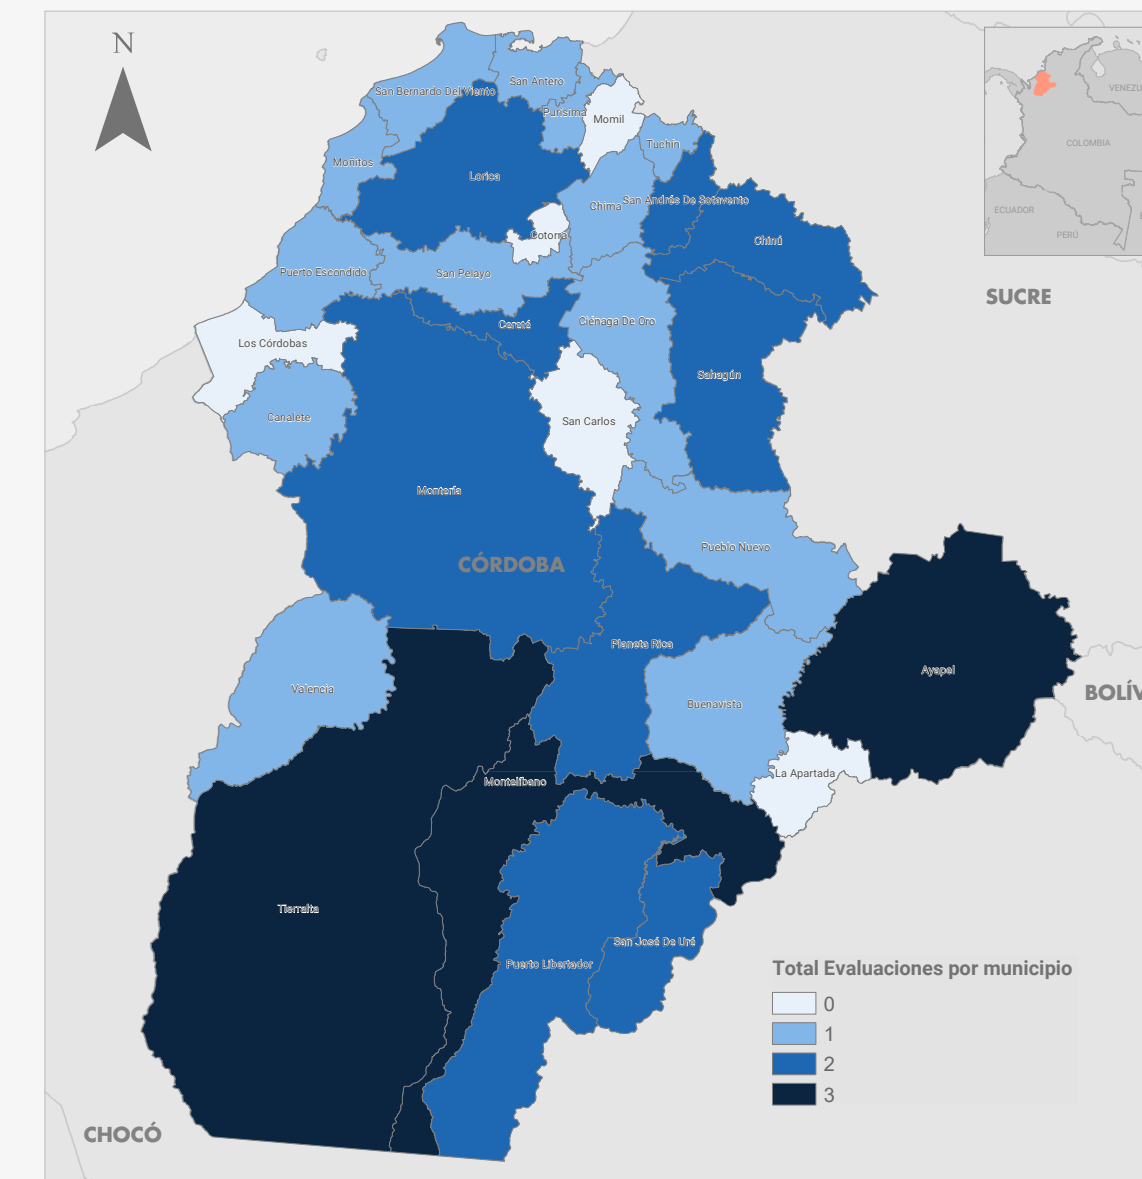 N
San Bernardo Del Viento
San Antero
Purísima
Momil
Tuchín
Moñitos
Lorica
Chima
San Andrés De Sotavento
Cotorra
Chinú
Puerto Escondido
San Pelayo
Cereté
Ciénaga De Oro
Los Córdobas
Canalete
Sahagún
San Carlos
Montería
CÓRDOBA
Pueblo Nuevo
Planeta Rica
Valencia
Buenavista
Ayapel
La Apartada
Montelíbano
Tierralta
Puerto Libertador
San José De Uré
VENEZU
COLOMBIA
ECUADOR
PERÚ
SUCRE
BOLÍV
CHOCÓ
Total Evaluaciones por municipio
0
1
2
3